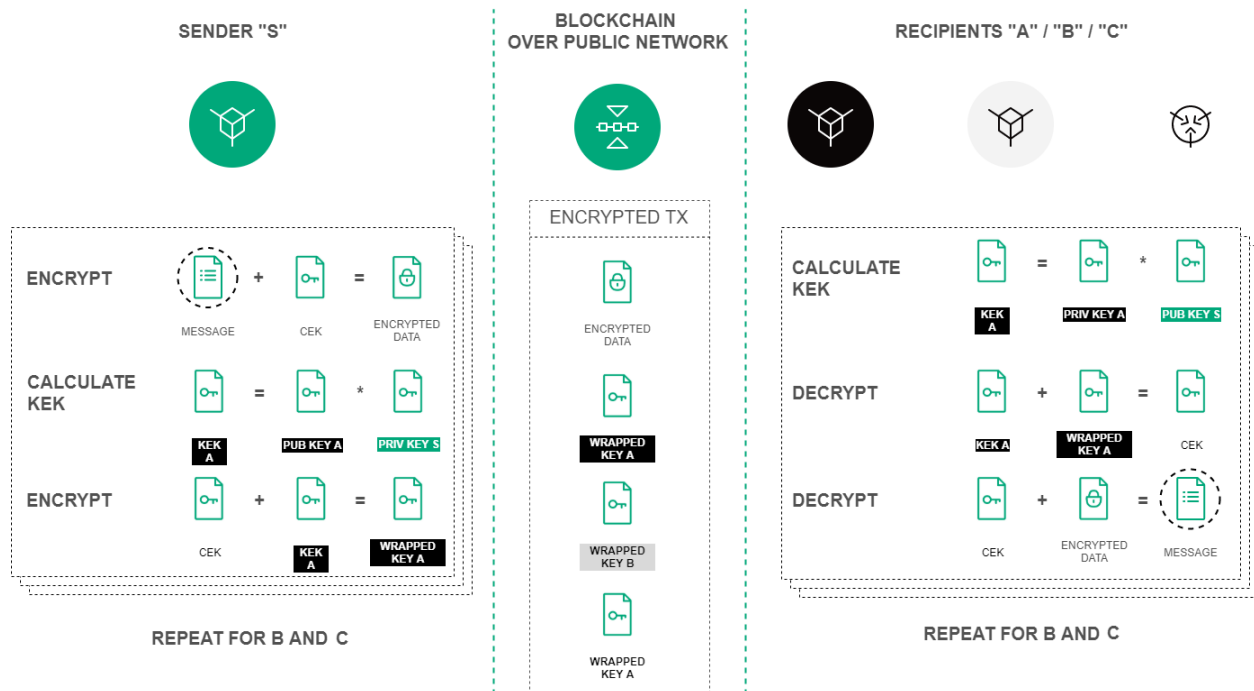 SENDER "S"
BLOCKCHAIN
OVER PUBLIC NETWORK
RECIPIENTS "A" / "B" / "C"
ENCRYPT
+
=
MESSAGE
CEK
ENCRYPTED
DATA
CALCULATE
KEK
=
*
KEK
A
PUB KEY A
PRIV KEY S
ENCRYPT
+
=
CEK
KEK
A
WRAPPED
KEY A
REPEAT FOR B AND C
ENCRYPTED TX
ENCRYPTED
DATA
WRAPPED
KEY A
WRAPPED
KEY B
WRAPPED
KEY A
CALCULATE
KEK
=
*
KEK
A
PRIV KEY A
PUB KEY S
DECRYPT
+
=
KEK A
WRAPPED
KEY A
CEK
DECRYPT
+
=
CEK
ENCRYPTED
DATA
MESSAGE
REPEAT FOR B AND C